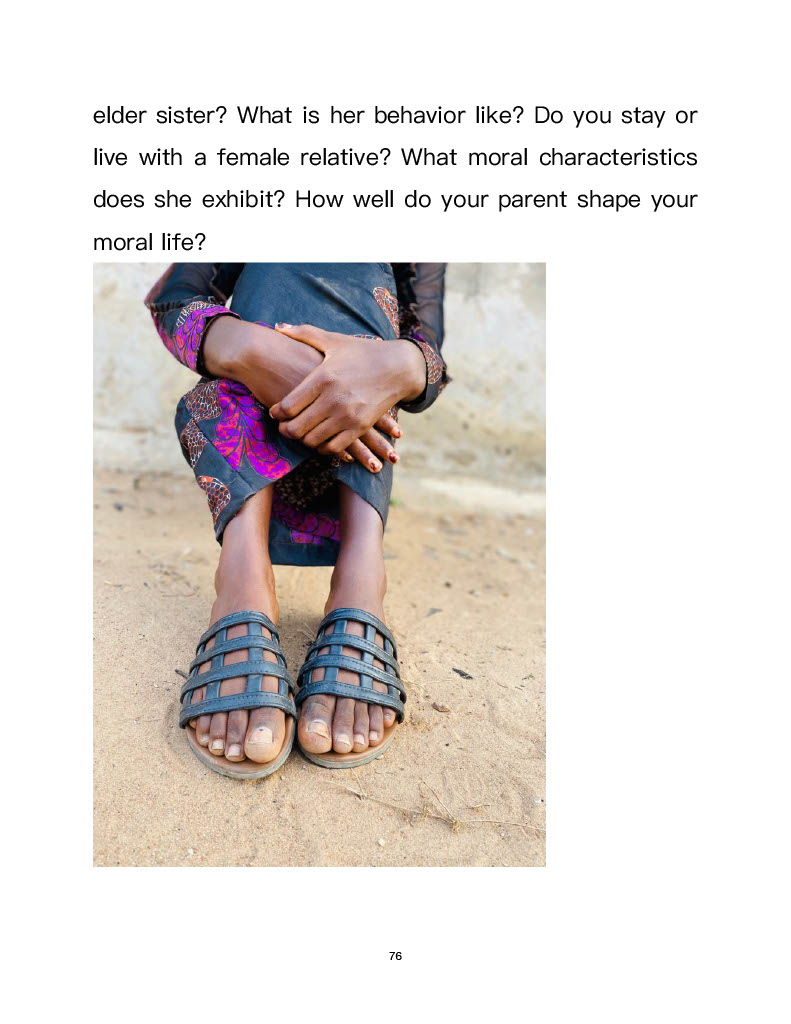 elder sister? What is her behavior like? Do you stay or
live with a female relative? What moral characteristics
does she exhibit? How well do your parent shape your
moral life?
76